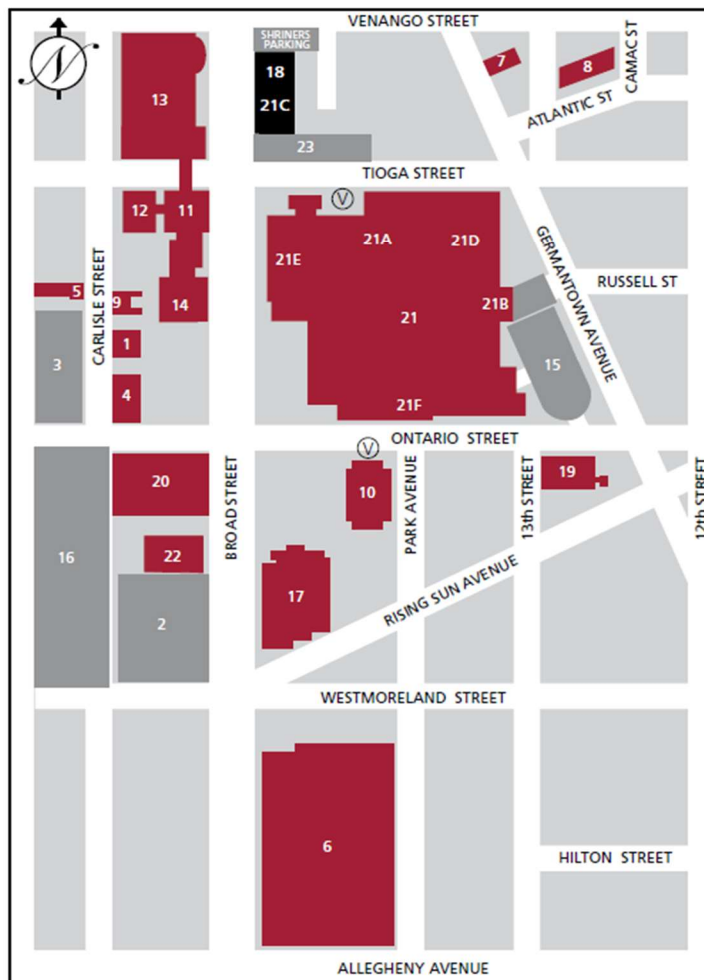 VENANGO STREET
N
SHRINERS
PARKING
18
21C
23
13
7
8
CAMAC ST
ATLANTIC ST
TIOGA STREET
V
12
11
21E
21A
21D
GERMANTOWN AVENUE
RUSSELL ST
CARLISLE STREET
5
9
14
21B
21
3
1
15
4
21F
V
ONTARIO STREET
20
BROAD STREET
10
PARK AVENUE
13th STREET
19
12th STREET
16
22
17
RISING SUN AVENUE
2
WESTMORELAND STREET
6
HILTON STREET
ALLEGHENY AVENUE